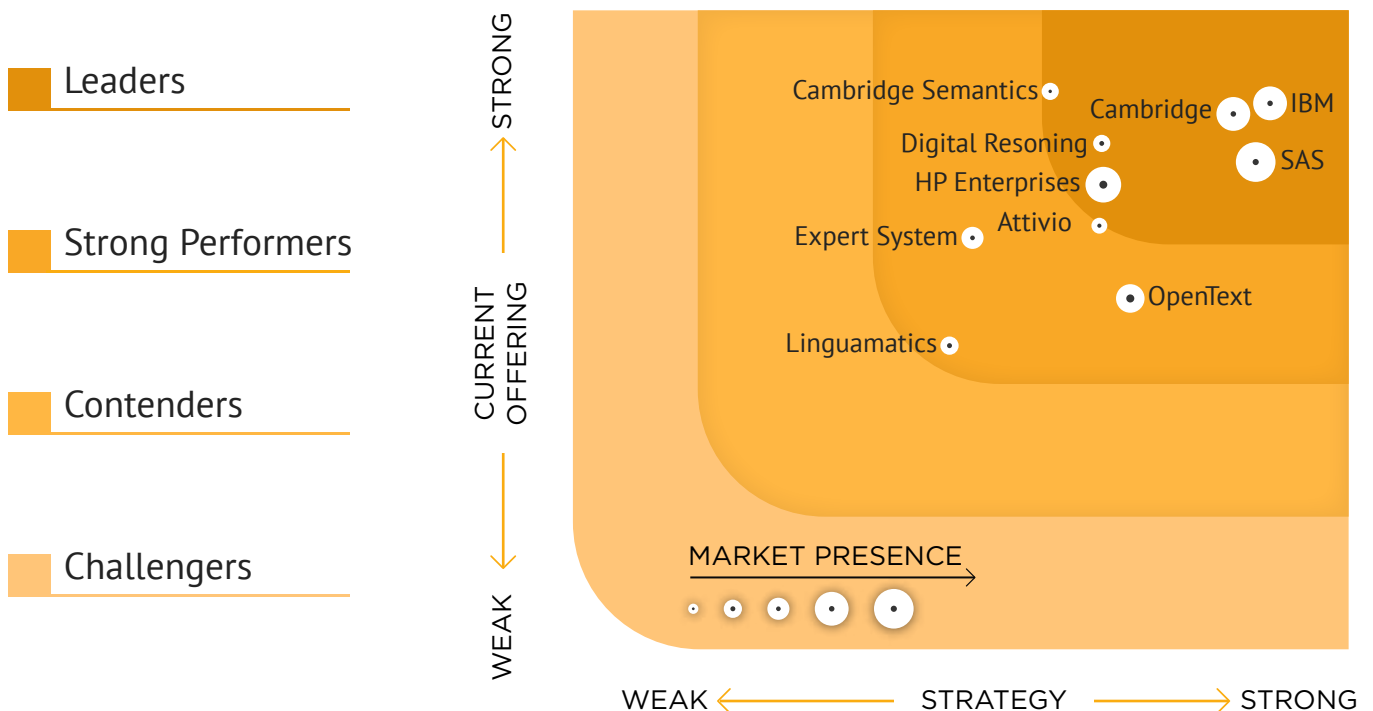 Leaders
Strong Performers
Contenders
Challengers
STRONG
CURRENT
OFFERING
WEAK
Cambridge Semantics
Cambridge
IBM
Digital Resoning
SAS
HP Enterprises
Attivio
Expert System
OpenText
Linguamatics
MARKET PRESENCE
WEAK
STRATEGY
STRONG